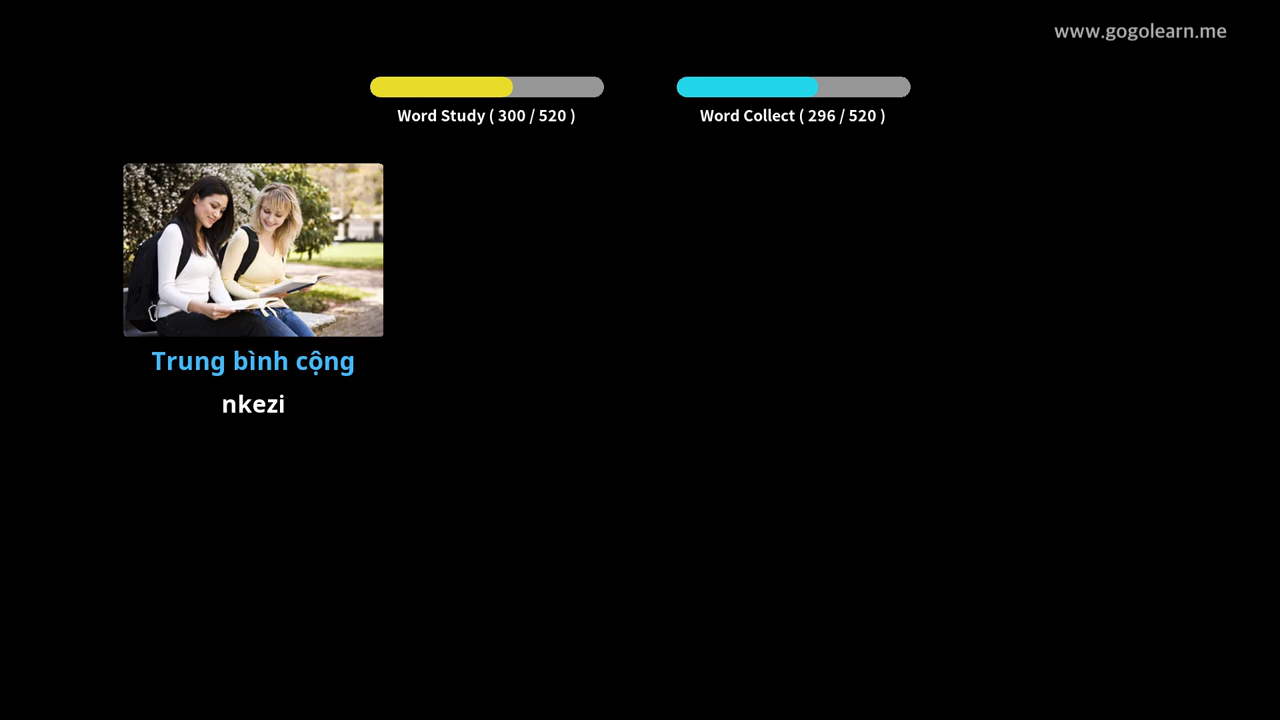 www.gogolearn.me
Word Study ( 300 / 520 )
Word Collect ( 296 / 520 )
Trung bình cộng
nkezi